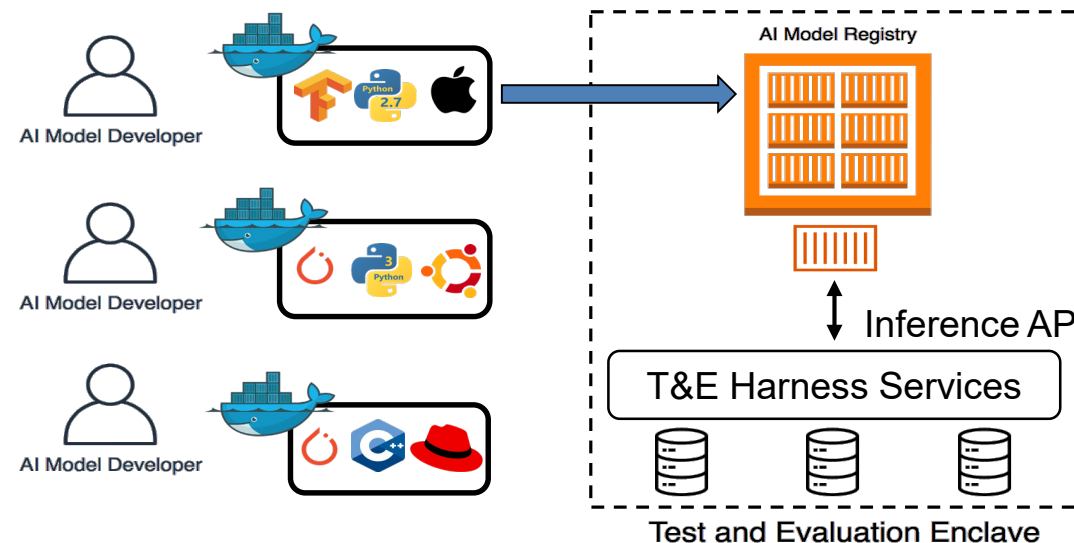 AI Model Developer
Python
2.7
AI Model Developer
3
Python
AI Model Developer
C++
AI Model Registry
Inference AP
T&E Harness Services
Test and Evaluation Enclave